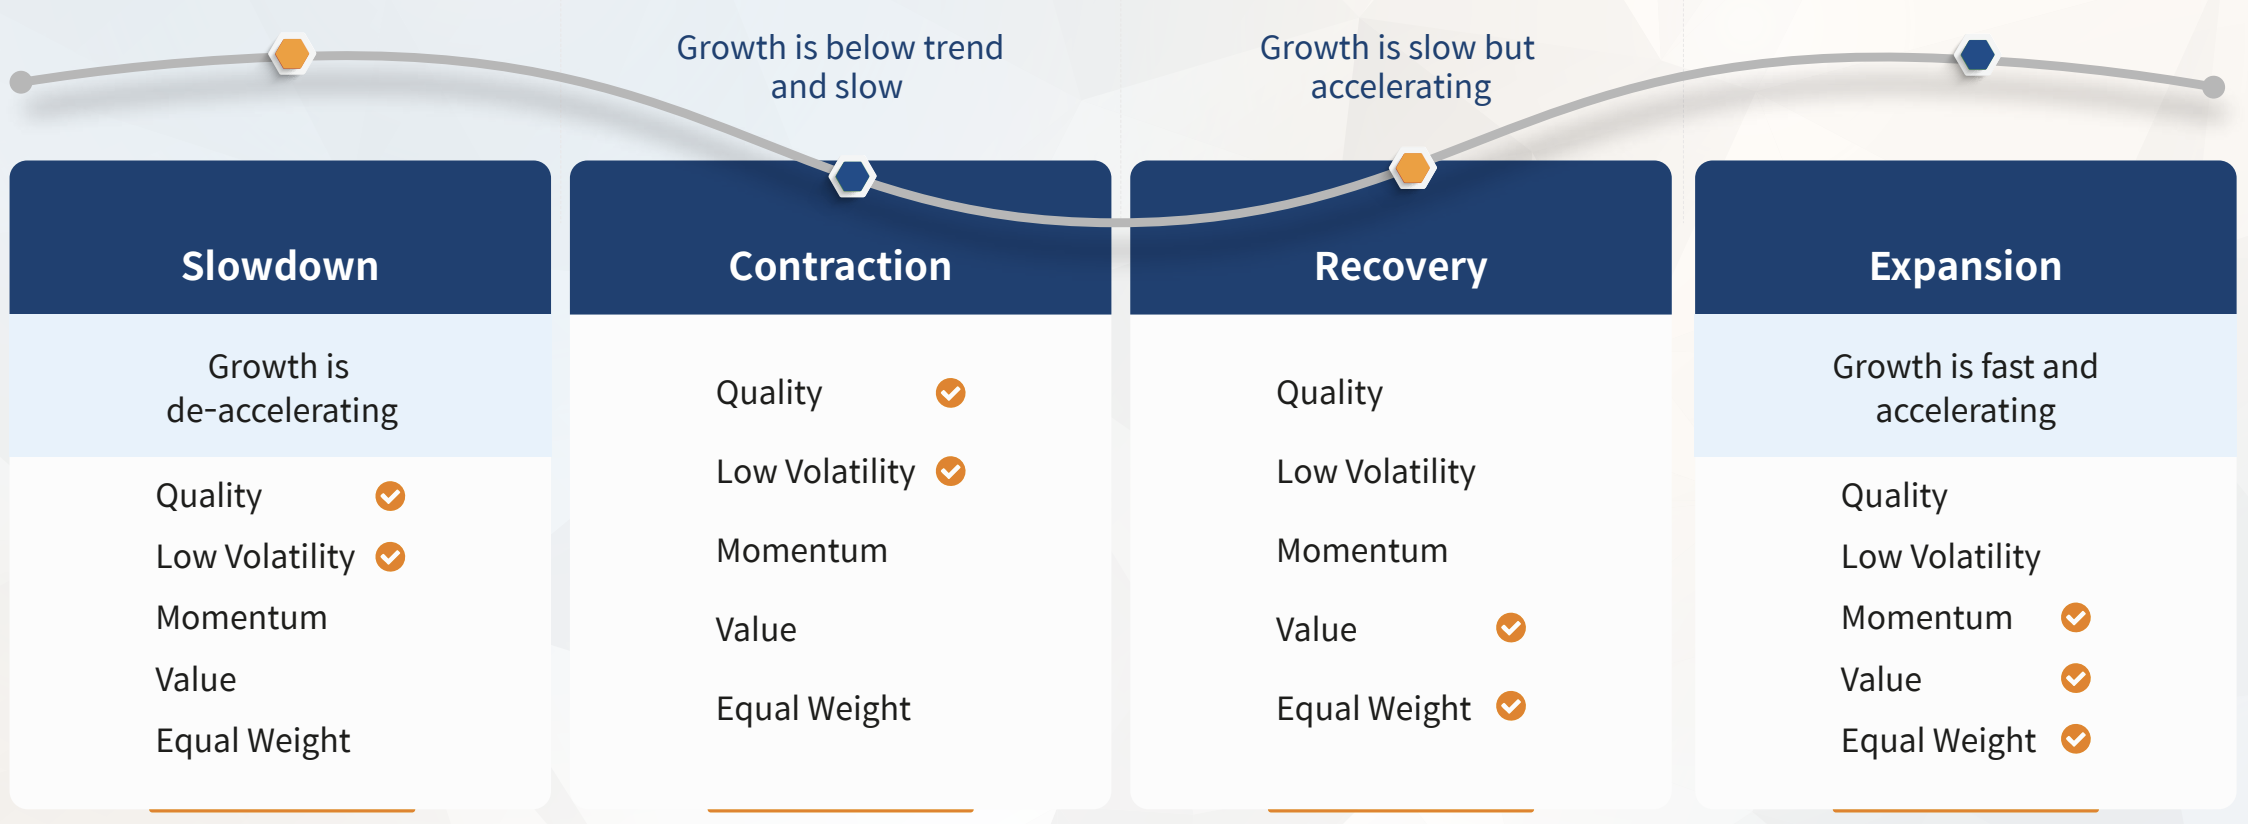 Growth is below trend
and slow
Growth is slow but
accelerating
Slowdown
Growth is
de-accelerating
Quality
Low Volatility
Momentum
Value
Equal Weight
Contraction
Quality
Low Volatility
Momentum
Value
Equal Weight
Recovery
Quality
Low Volatility
Momentum
Value
Equal Weight
Expansion
Growth is fast and
accelerating
Quality
Low Volatility
Momentum
Value
Equal Weight